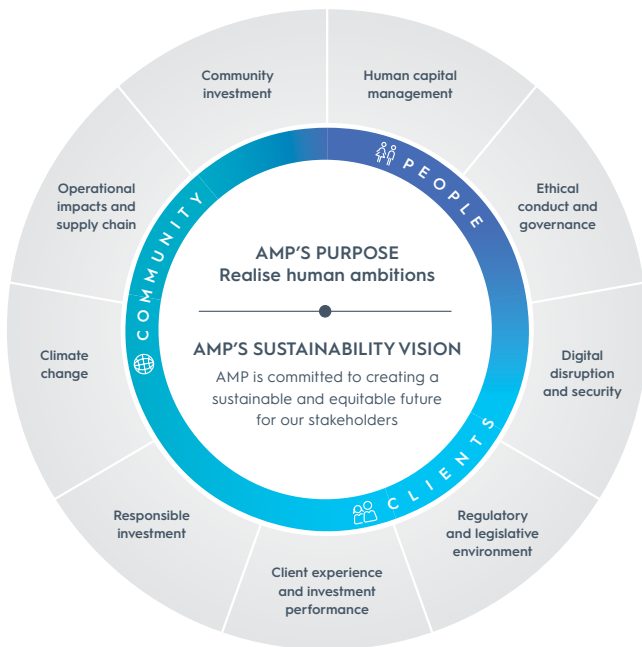 Community
investment
Human capital
management
Operational
impacts and
supply chain
Ethical
conduct and
governance
PEOPLE
COMMUNITY
AMP'S PURPOSE
Realise human ambitions
AMP'S SUSTAINABILITY VISION
AMP is committed to creating a
sustainable and equitable future
for our stakeholders
Climate
change
Digital
disruption
and security
CLIENTS
Responsible
investment
Regulatory
and legislative
environment
Client experience
and investment
performance